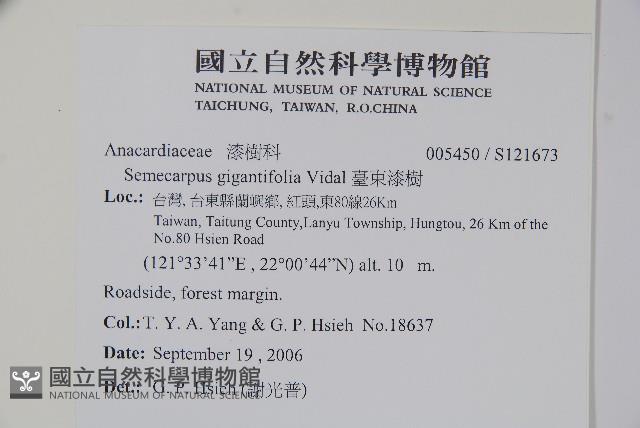 國立自然科學博物館
NATIONAL MUSEUM OF NATURAL SCIENCE
TAICHUNG, TAIWAN, R.O.CHINA
Anacardiaceae 漆樹科 005450 / S121673
Semecarpus gigantifolia Vidal 臺東漆樹
Loc.: 台灣, 台東縣蘭嶼鄉, 紅頭,東80線26Km
Taiwan, Taitung County,Lanyu Township, Hungtou, 26 Km of the
No.80 Hsien Road
(121°33'41”E , 22°00'44”N) alt. 10 m.
Roadside, forest margin.
Col.: T. Y. A. Yang & G. P. Hsieh No.18637
Date: September 19 , 2006
Det.: G. P. Hsieh (謝光普)
國立自然科學博物館
NATIONAL MUSEUM OF NATURAL SCIENCE